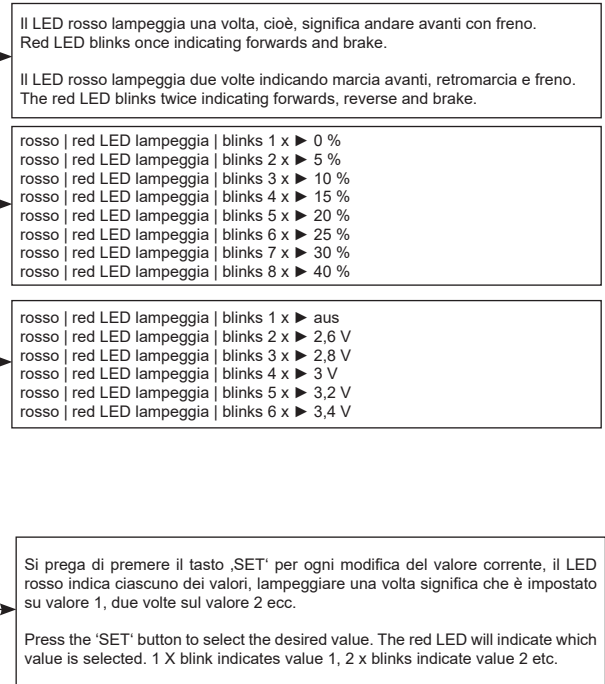 Il LED rosso lampeggia una volta, cioè, significa andare avanti con freno.
Red LED blinks once indicating forwards and brake.
Il LED rosso lampeggia due volte indicando marcia avanti, retromarcia e freno.
The red LED blinks twice indicating forwards, reverse and brake.
rosso | red LED lampeggia | blinks 1 x ► 0 %
rosso | red LED lampeggia | blinks 2 x ► 5 %
rosso | red LED lampeggia | blinks 3 x ► 10 %
rosso | red LED lampeggia | blinks 4 x ► 15 %
rosso | red LED lampeggia | blinks 5 x ► 20 %
rosso | red LED lampeggia | blinks 6 x ► 25 %
rosso | red LED lampeggia | blinks 7 x ► 30 %
rosso | red LED lampeggia | blinks 8 x ► 40 %
rosso | red LED lampeggia | blinks 1 x ► aus
rosso | red LED lampeggia | blinks 2 x ► 2,6 V
rosso | red LED lampeggia | blinks 3 x ► 2,8 V
rosso | red LED lampeggia | blinks 4 x ► 3 V
rosso | red LED lampeggia | blinks 5 x ► 3,2 V
rosso | red LED lampeggia | blinks 6 x ► 3,4 V
Si prega di premere il tasto ‚SET‘ per ogni modifica del valore corrente, il LED
rosso indica ciascuno dei valori, lampeggiare una volta significa che è impostato
su valore 1, due volte sul valore 2 ecc.
Press the ‘SET‘ button to select the desired value. The red LED will indicate which
value is selected. 1 X blink indicates value 1, 2 x blinks indicate value 2 etc.